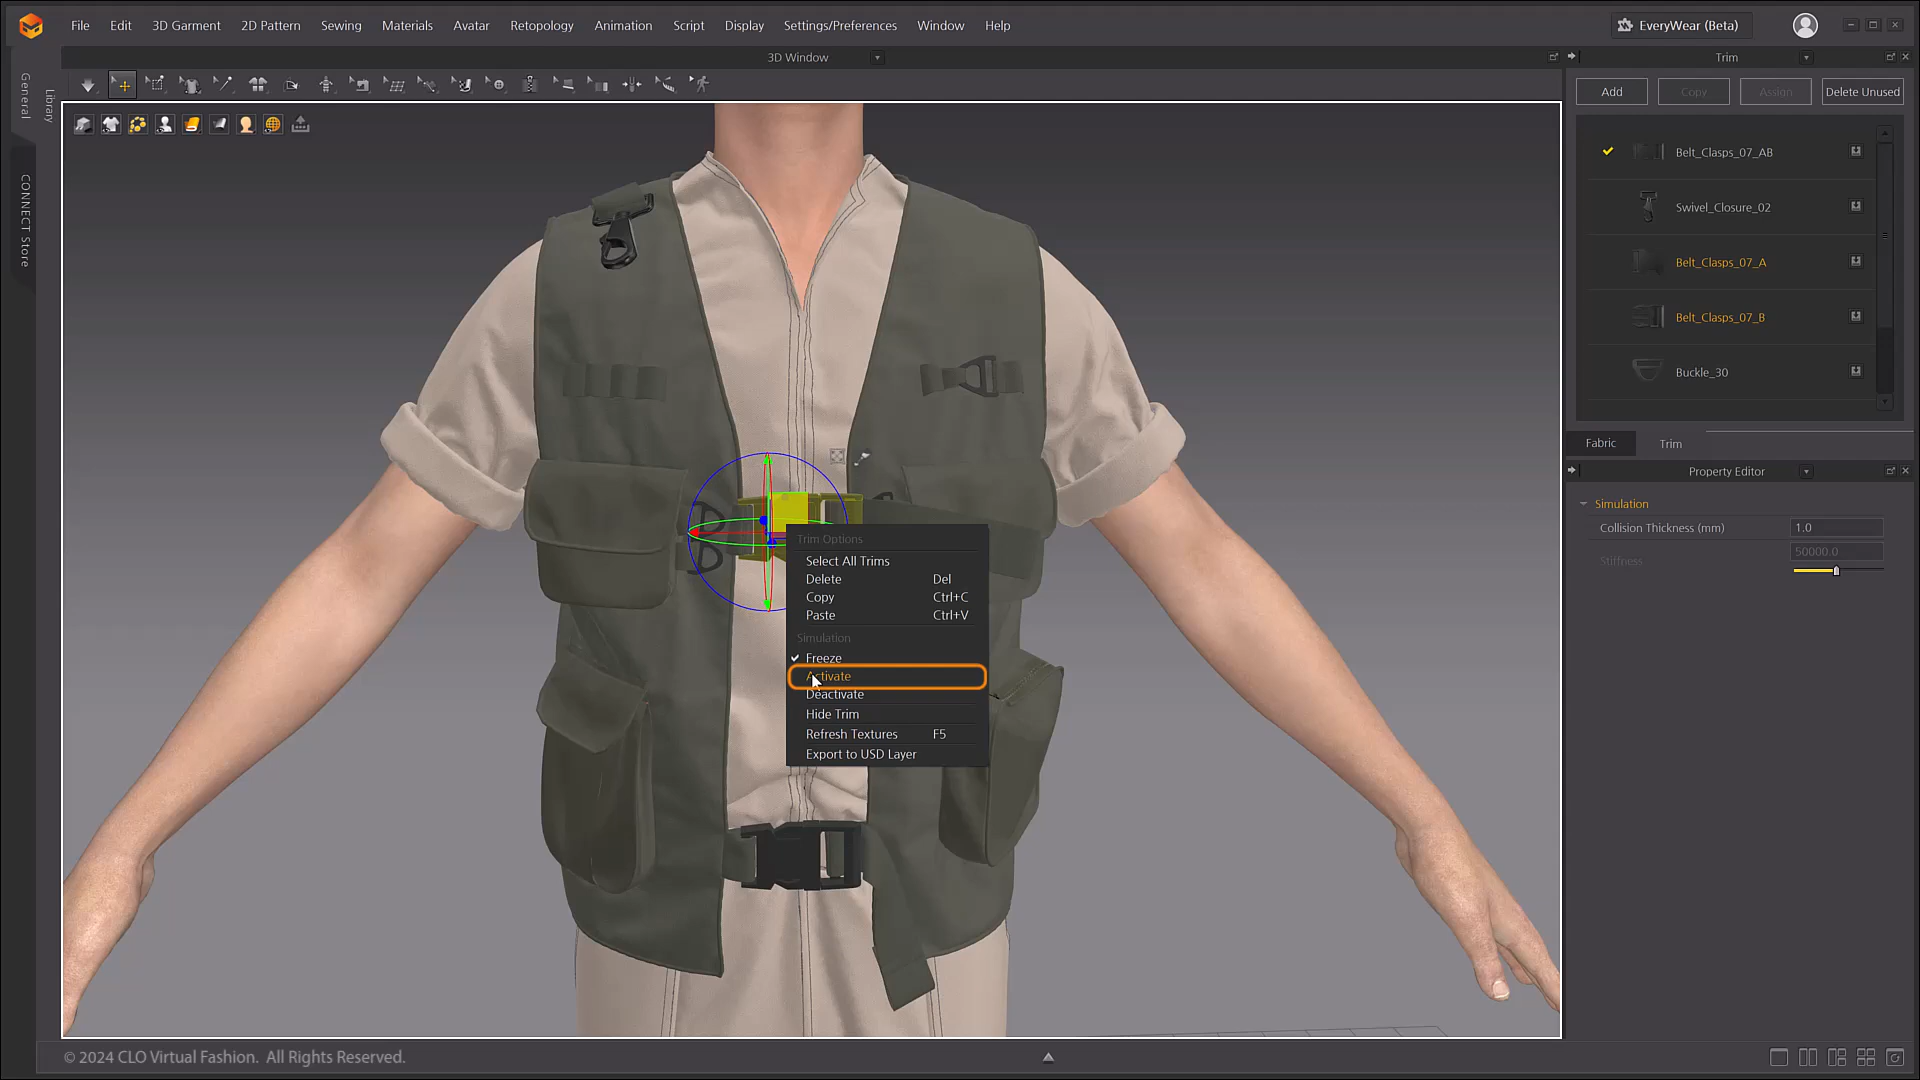 File Edit 3D Garment 2D Pattern Sewing Materials Avatar Retopology Animation Script Display Settings/Preferences Window Help EveryWear (Beta)
3D Window
Trim
General
Library
CONNECT Store
Add Copy Assign Delete Unused
Belt_Clasps_07_AB
Swivel_Closure_02
Belt_Clasps_07_A
Belt_Clasps_07_B
Buckle_30
Fabric Trim
Property Editor
Simulation
Collision Thickness (mm) 1.0
Stiffness 50000.0
Trim Options
Select All Trims
Delete Del
Copy Ctrl+C
Paste Ctrl+V
Simulation
Freeze
Activate
Deactivate
Hide Trim
Refresh Textures F5
Export to USD Layer
© 2024 CLO Virtual Fashion. All Rights Reserved.